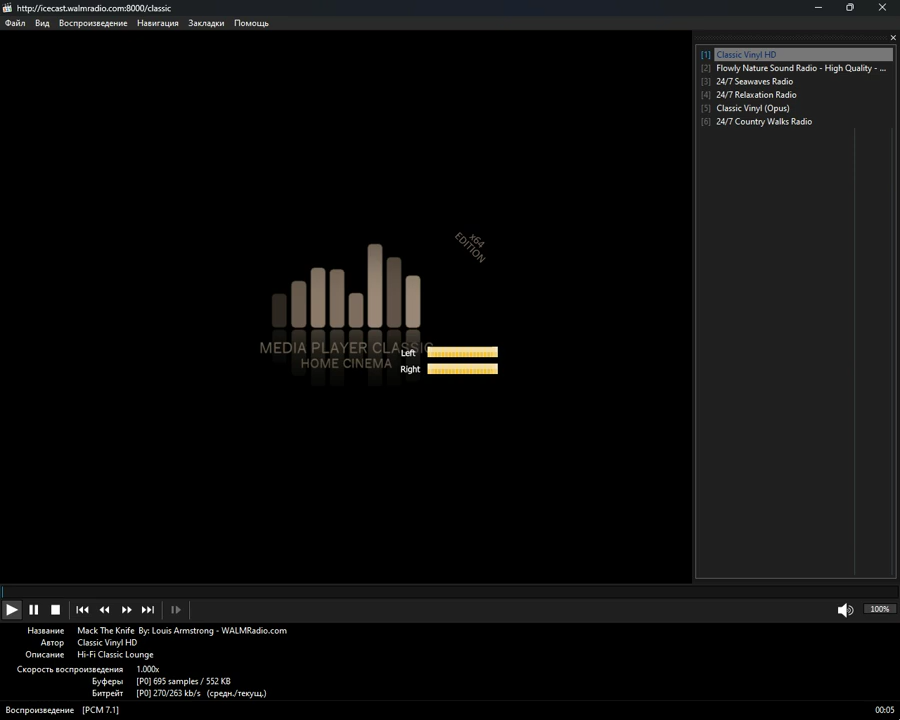 http://icecast.walmradio.com:8000/classic
Файл Вид Воспроизведение Навигация Закладки Помощь
[1] Classic Vinyl HD
[2] Flowly Nature Sound Radio - High Quality - ...
[3] 24/7 Seawaves Radio
[4] 24/7 Relaxation Radio
[5] Classic Vinyl (Opus)
[6] 24/7 Country Walks Radio
x64
EDITION
MEDIA PLAYER CLASSIC
HOME CINEMA
Left
Right
100%
Название Mack The Knife By: Louis Armstrong - WALMRadio.com
Автор Classic Vinyl HD
Описание Hi-Fi Classic Lounge
Скорость воспроизведения 1.000x
Буферы [P0] 695 samples / 552 KB
Битрейт [P0] 270/263 kb/s (средн./текущ.)
Воспроизведение [PCM 7.1] 00:05